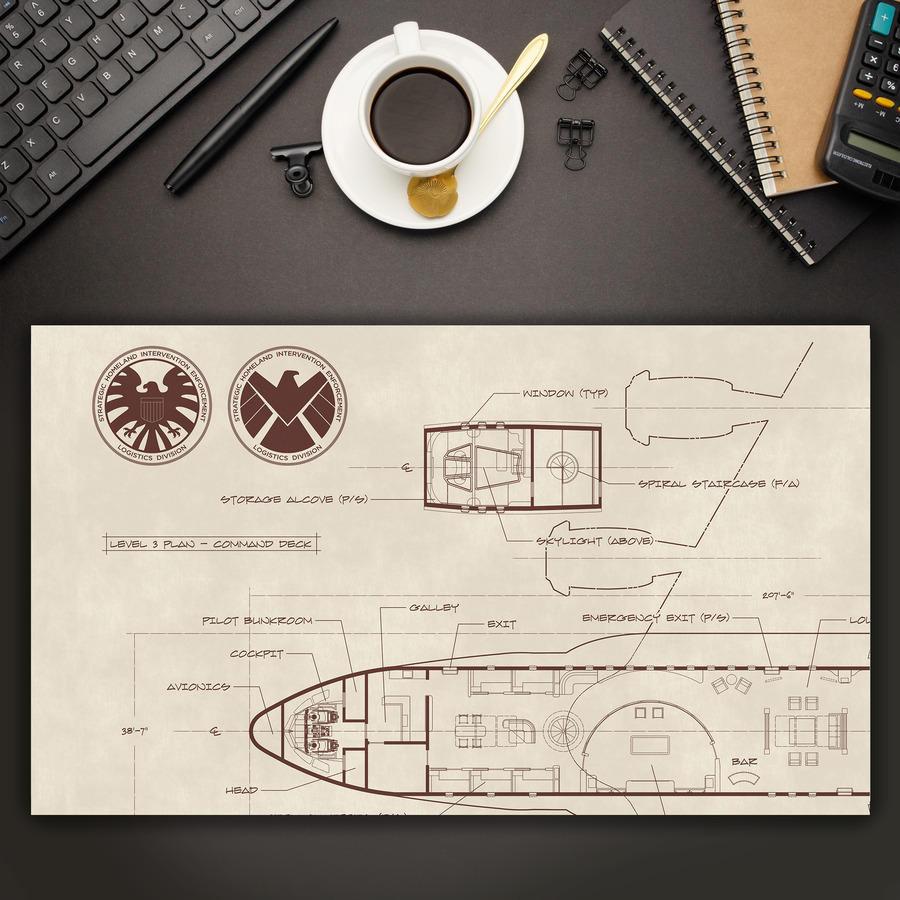 STRATEGIC HOMELAND INTERVENTION ENFORCEMENT
LOGISTICS DIVISION
STRATEGIC HOMELAND INTERVENTION ENFORCEMENT
LOGISTICS DIVISION
WINDOW (TYP)
STORAGE ALCOVE (P/S)
SPIRAL STAIRCASE (F/A)
SKYLIGHT (ABOVE)
LEVEL 3 PLAN - COMMAND DECK
207'-6"
GALLEY
PILOT BUNKROOM
EXIT
EMERGENCY EXIT (P/S)
LOU
COCKPIT
AVIONICS
38'-7"
BAR
HEAD